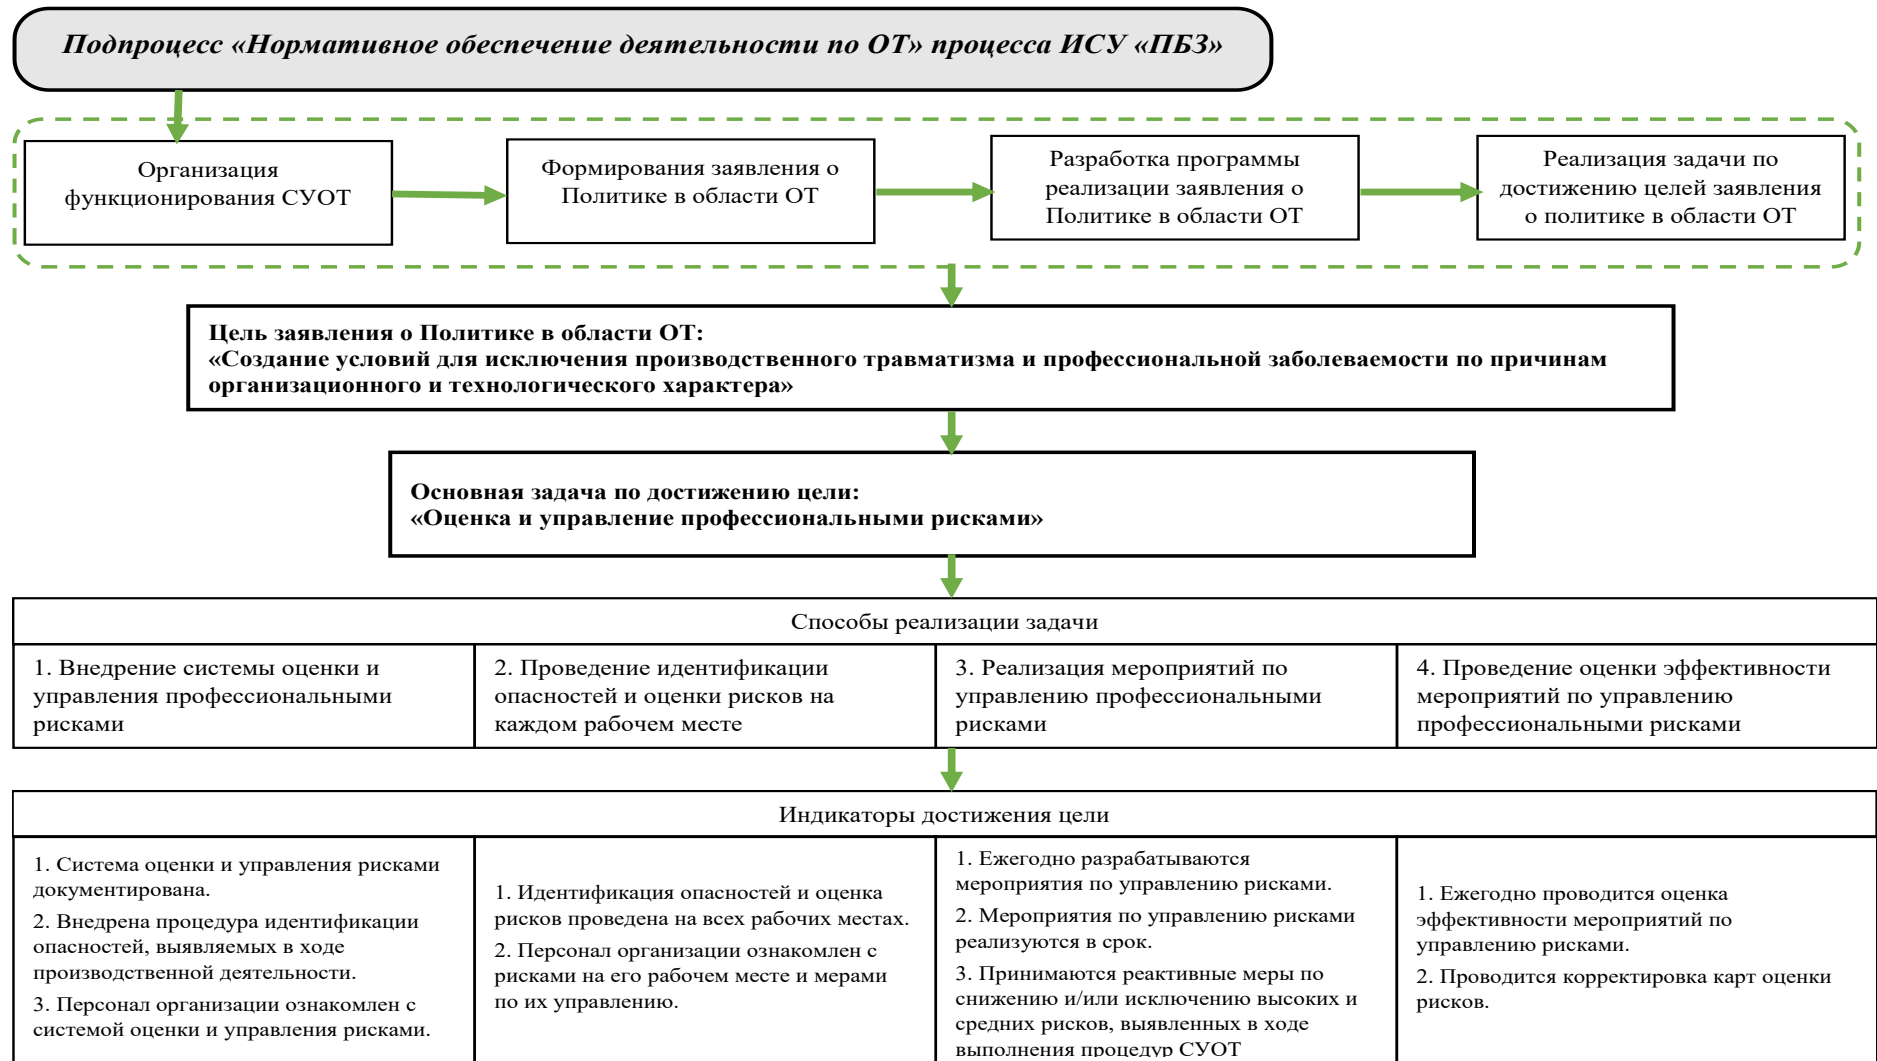 Подпроцесс «Нормативное обеспечение деятельности по ОТ» процесса ИСУ «ПБЗ»
Организация
функционирования СУОТ
Формирования заявления о
Политике в области ОТ
Разработка программы
реализации заявления о
Политике в области ОТ
Реализация задачи по
достижению целей заявления
о политике в области ОТ
Цель заявления о Политике в области ОТ:
«Создание условий для исключения производственного травматизма и профессиональной заболеваемости по причинам
организационного и технологического характера»
Основная задача по достижению цели:
«Оценка и управление профессиональными рисками»
Способы реализации задачи
1. Внедрение системы оценки и
управления профессиональными
рисками
2. Проведение идентификации
опасностей и оценки рисков на
каждом рабочем месте
3. Реализация мероприятий по
управлению профессиональными
рисками
4. Проведение оценки эффективности
мероприятий по управлению
профессиональными рисками
Индикаторы достижения цели
1. Система оценки и управления рисками
документирована.
2. Внедрена процедура идентификации
опасностей, выявляемых в ходе
производственной деятельности.
3. Персонал организации ознакомлен с
системой оценки и управления рисками.
1. Идентификация опасностей и оценка
рисков проведена на всех рабочих местах.
2. Персонал организации ознакомлен с
рисками на его рабочем месте и мерами
по их управлению.
1. Ежегодно разрабатываются
мероприятия по управлению рисками.
2. Мероприятия по управлению рисками
реализуются в срок.
3. Принимаются реактивные меры по
снижению и/или исключению высоких и
средних рисков, выявленных в ходе
выполнения процедур СУОТ
1. Ежегодно проводится оценка
эффективности мероприятий по
управлению рисками.
2. Проводится корректировка карт оценки
рисков.